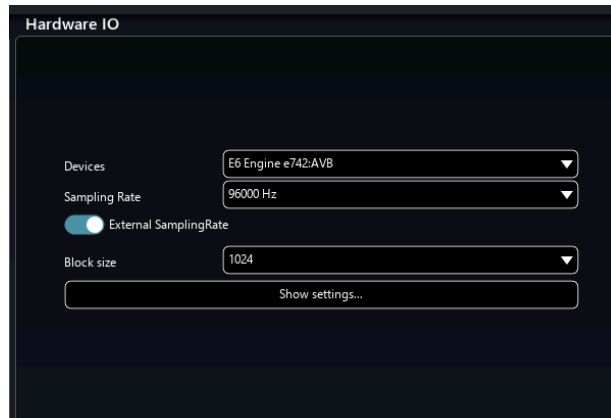 Hardware IO
Devices E6 Engine e742:AVB
Sampling Rate 96000 Hz
External SamplingRate
Block size 1024
Show settings...